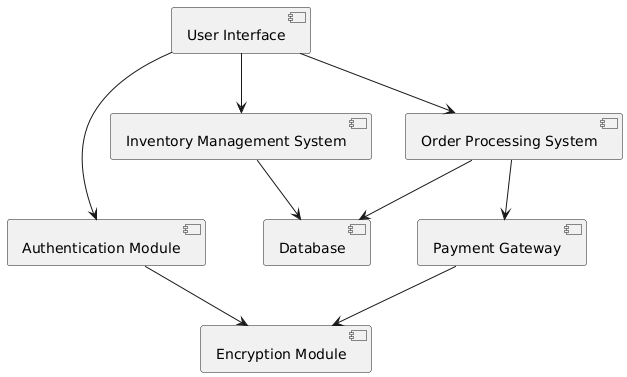 User Interface
Inventory Management System
Order Processing System
Authentication Module
Database
Payment Gateway
Encryption Module